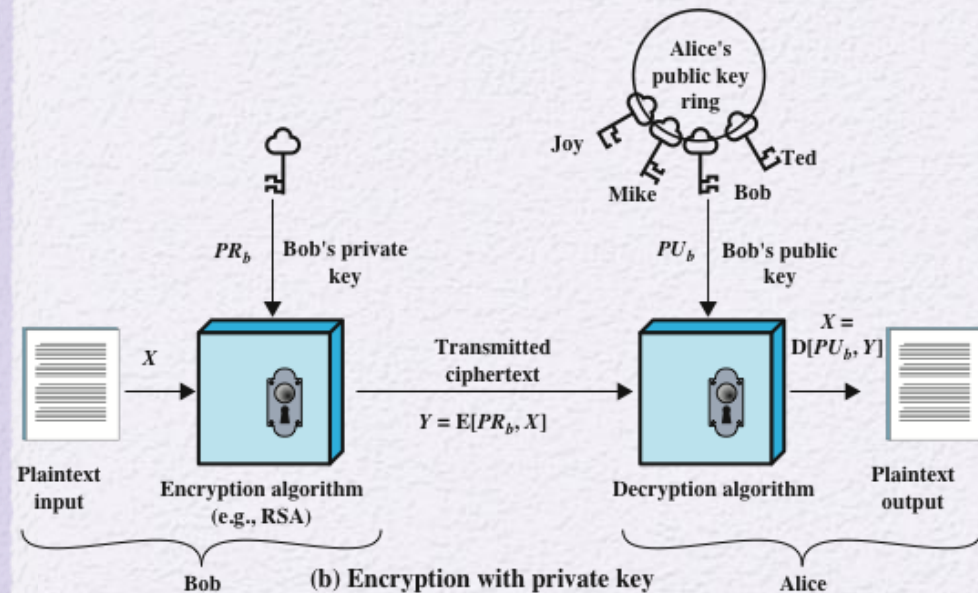 Alice's
public key
ring
Joy
Ted
Mike
Bob
PR_b
Bob's private
key
PU_b
Bob's public
key
X
Transmitted
ciphertext
Y = E[PR_b, X]
X =
D[PU_b, Y]
Plaintext
input
Encryption algorithm
(e.g., RSA)
Decryption algorithm
Plaintext
output
Bob
(b) Encryption with private key
Alice